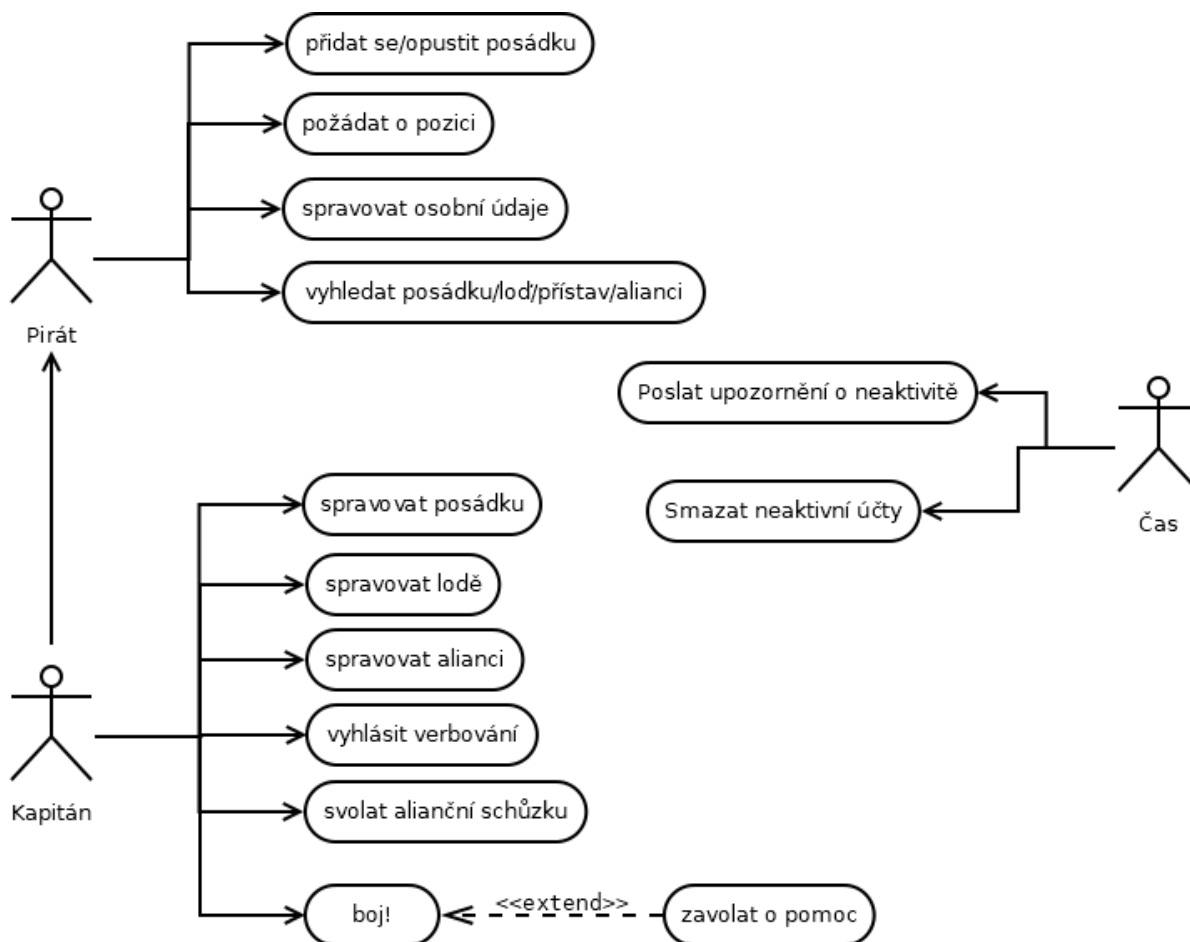 přidat se/opustit posádku
požádat o pozici
spravovat osobní údaje
vyhledat posádku/loď/přístav/alianci
Pirát
Poslat upozornění o neaktivitě
Smazat neaktivní účty
Čas
spravovat posádku
spravovat lodě
spravovat alianci
vyhlásit verbování
svolat alianční schůzku
Kapitán
boj!
<<extend>>
zavolat o pomoc